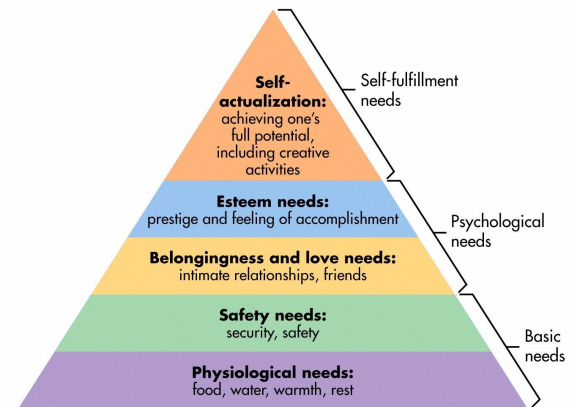 Self-
actualization:
achieving one's
full potential,
including creative
activities
Self-fulfillment
needs
Esteem needs:
prestige and feeling of accomplishment
Belongingness and love needs:
intimate relationships, friends
Psychological
needs
Safety needs:
security, safety
Physiological needs:
food, water, warmth, rest
Basic
needs